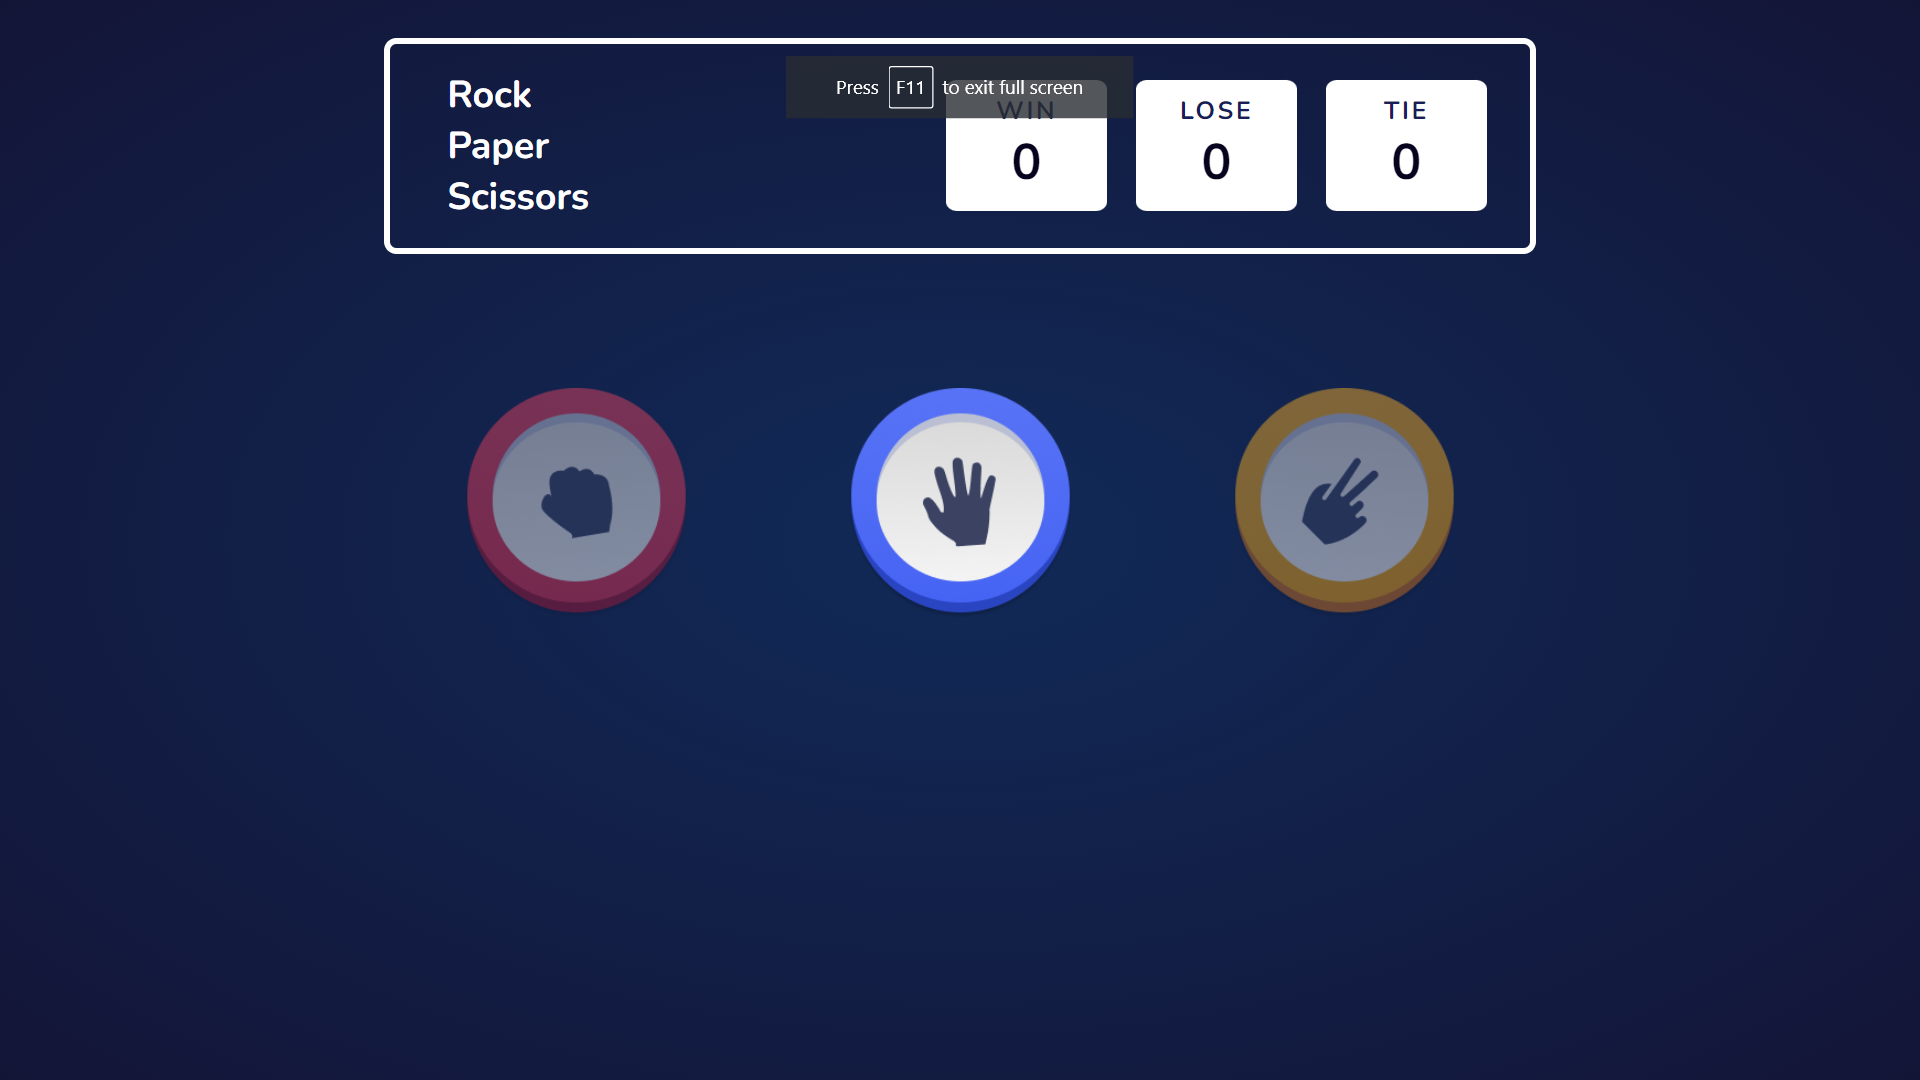 Rock
Paper
Scissors
Press F11 to exit full screen
WIN
0
LOSE
0
TIE
0